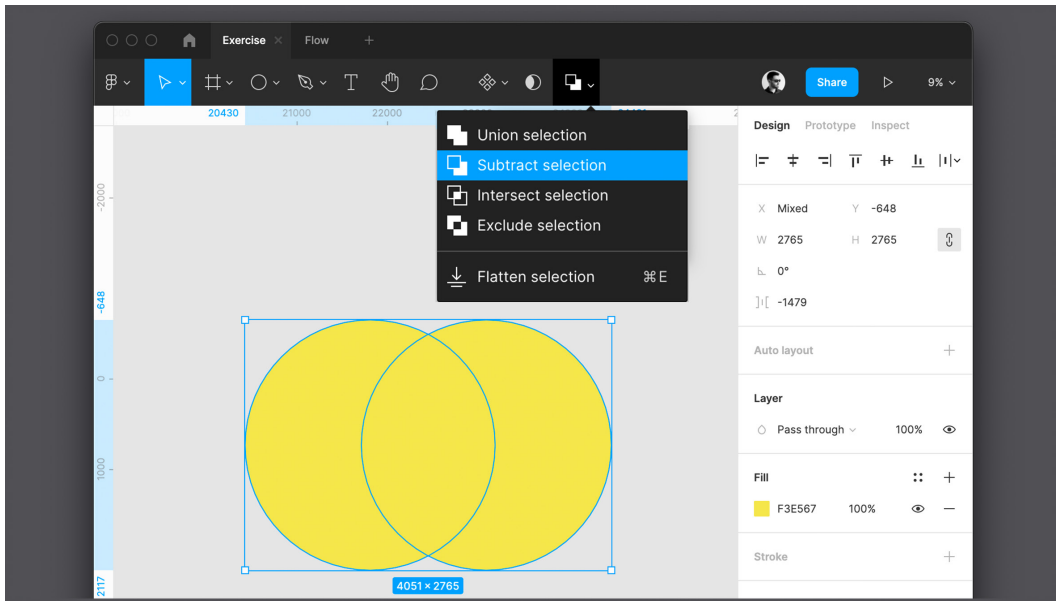 Exercise
Flow
Share
9%
20430
21000
22000
Design
Prototype
Inspect
Union selection
Subtract selection
Intersect selection
Exclude selection
Flatten selection ⌘E
-2000
-648
0
1000
2117
X Mixed Y -648
W 2765 H 2765
0°
-1479
Auto layout
Layer
Pass through 100%
Fill
F3E567 100%
Stroke
4051 × 2765